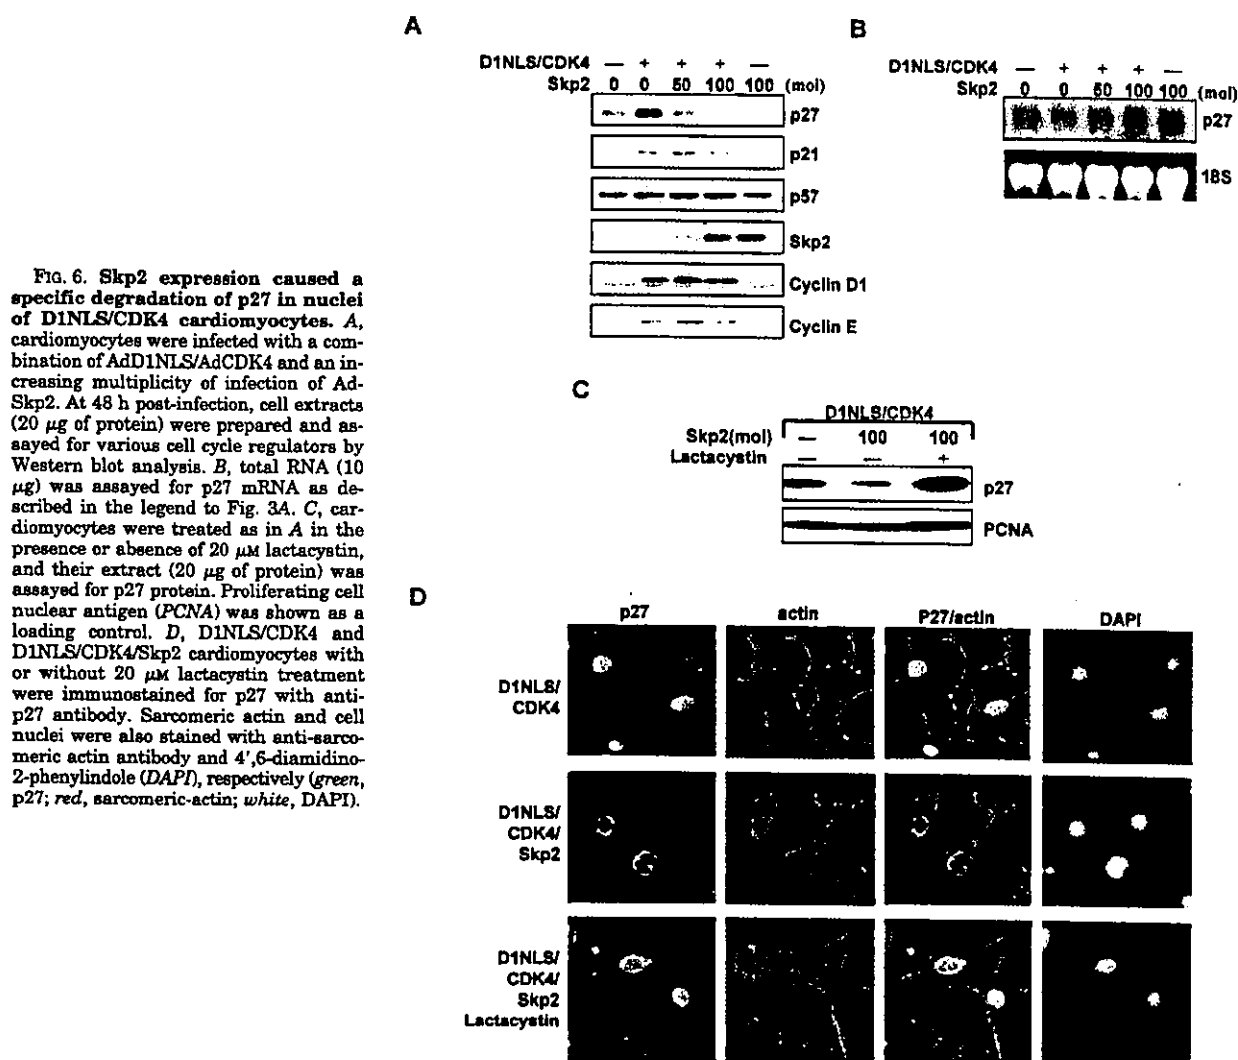 A
D1NLS/CDK4 — + + + —
Skp2 0 0 50 100 100 (moi)
p27
p21
p57
Skp2
Cyclin D1
Cyclin E
B
D1NLS/CDK4 — + + + —
Skp2 0 0 50 100 100 (moi)
p27
18S
FIG. 6. Skp2 expression caused a
specific degradation of p27 in nuclei
of D1NLS/CDK4 cardiomyocytes. A,
cardiomyocytes were infected with a com-
bination of AdD1NLS/AdCDK4 and an in-
creasing multiplicity of infection of Ad-
Skp2. At 48 h post-infection, cell extracts
(20 μg of protein) were prepared and as-
sayed for various cell cycle regulators by
Western blot analysis. B, total RNA (10
μg) was assayed for p27 mRNA as de-
scribed in the legend to Fig. 3A. C, car-
diomyocytes were treated as in A in the
presence or absence of 20 μM lactacystin,
and their extract (20 μg of protein) was
assayed for p27 protein. Proliferating cell
nuclear antigen (PCNA) was shown as a
loading control. D, D1NLS/CDK4 and
D1NLS/CDK4/Skp2 cardiomyocytes with
or without 20 μM lactacystin treatment
were immunostained for p27 with anti-
p27 antibody. Sarcomeric actin and cell
nuclei were also stained with anti-sarco-
meric actin antibody and 4′,6-diamidino-
2-phenylindole (DAPI), respectively (green,
p27; red, sarcomeric-actin; white, DAPI).
C
D1NLS/CDK4
Skp2(moi) — 100 100
Lactacystin — — +
p27
PCNA
D
p27 actin P27/actin DAPI
D1NLS/
CDK4
D1NLS/
CDK4/
Skp2
D1NLS/
CDK4/
Skp2
Lactacystin